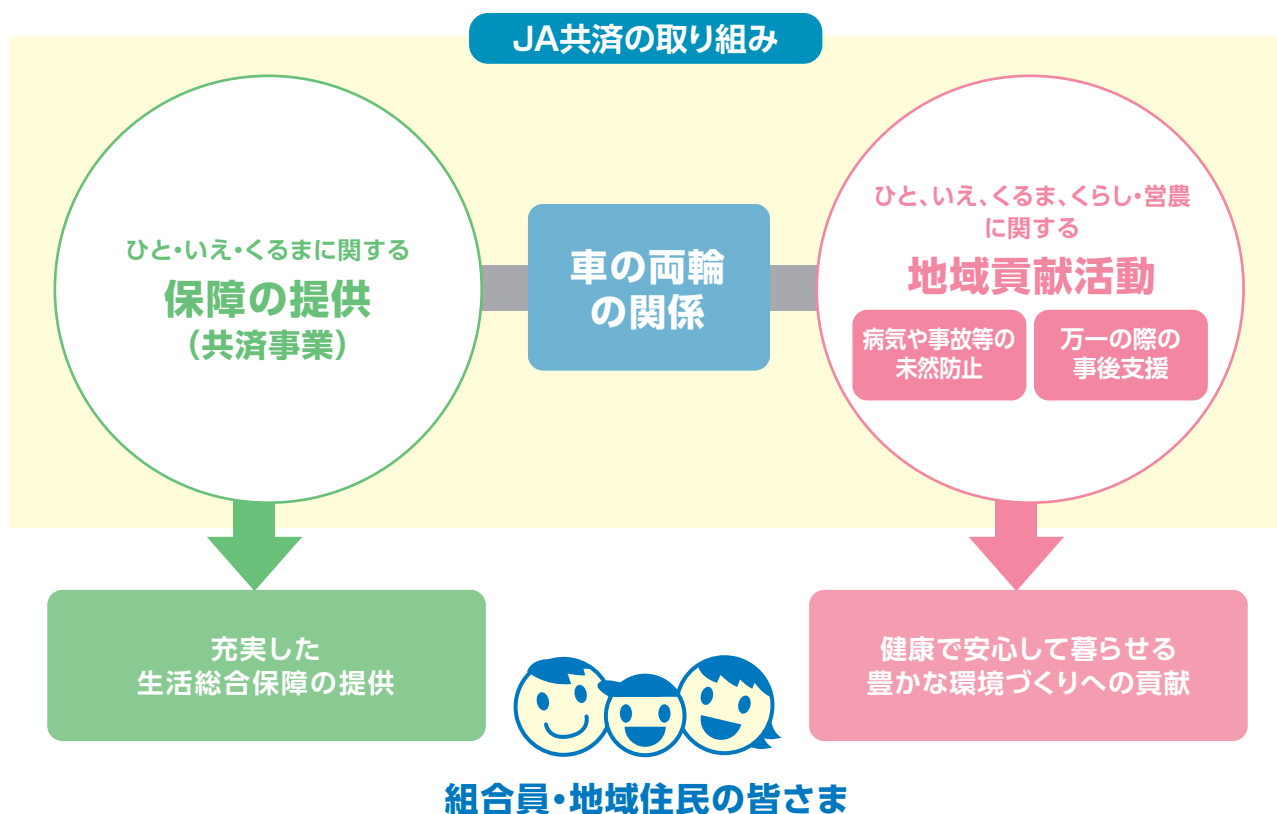 JA共済の取り組み
ひと・いえ・くるまに関する
保障の提供
（共済事業）
車の両輪
の関係
ひと、いえ、くるま、くらし・営農
に関する
地域貢献活動
病気や事故等の
未然防止
万一の際の
事後支援
充実した
生活総合保障の提供
健康で安心して暮らせる
豊かな環境づくりへの貢献
組合員・地域住民の皆さま